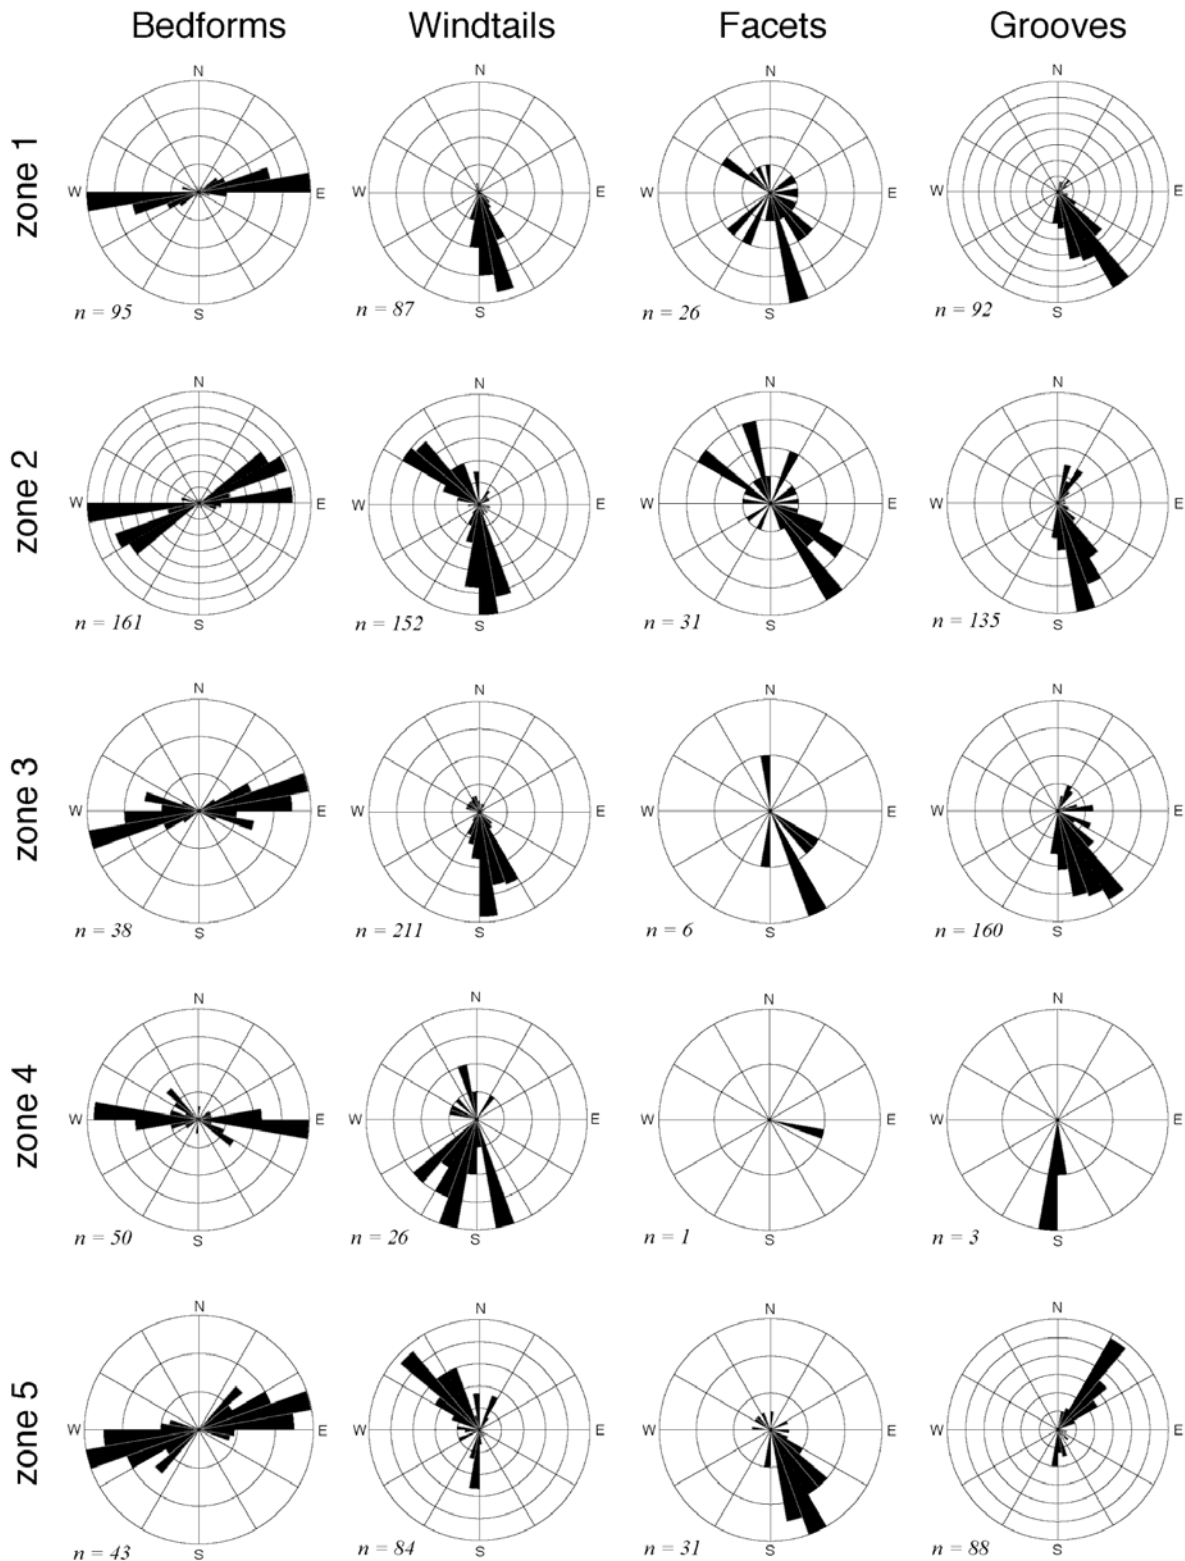 Bedforms Windtails Facets Grooves
zone 1
N N N N
W E W E W E W E
S S S S
n = 95 n = 87 n = 26 n = 92
zone 2
N N N N
W E W E W E W E
S S S S
n = 161 n = 152 n = 31 n = 135
zone 3
N N N N
W E W E W E W E
S S S S
n = 38 n = 211 n = 6 n = 160
zone 4
N N N N
W E W E W E W E
S S S S
n = 50 n = 26 n = 1 n = 3
zone 5
N N N N
W E W E W E W E
S S S S
n = 43 n = 84 n = 31 n = 88